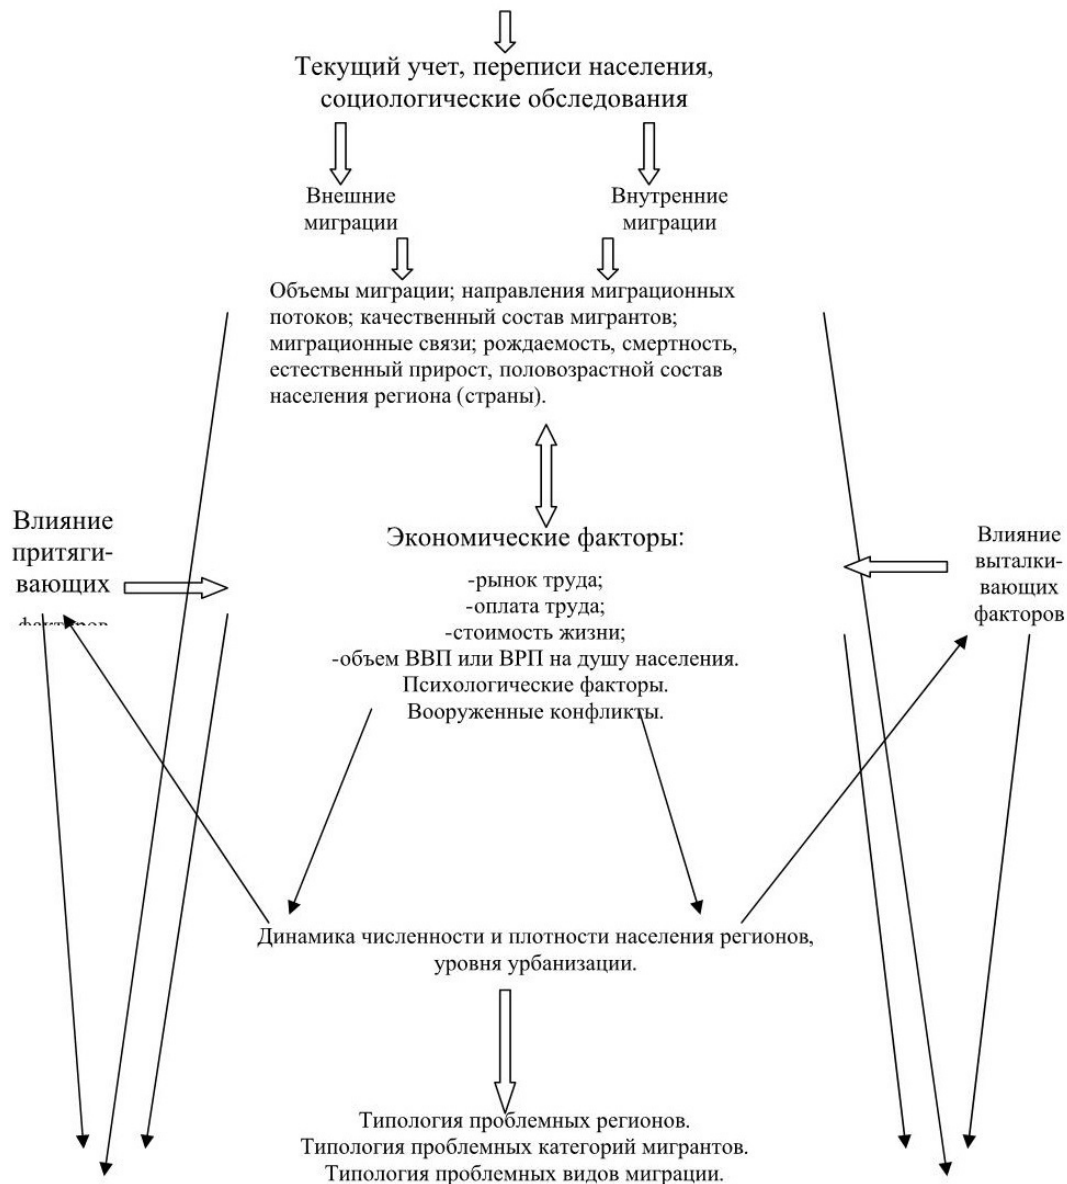 Текущий учет, переписи населения,
социологические обследования
Внешние
миграции
Внутренние
миграции
Объемы миграции; направления миграционных
потоков; качественный состав мигрантов;
миграционные связи; рождаемость, смертность,
естественный прирост, половозрастной состав
населения региона (страны).
Влияние
притяги-
вающих
Экономические факторы:
-рынок труда;
-оплата труда;
-стоимость жизни;
-объем ВВП или ВРП на душу населения.
Психологические факторы.
Вооруженные конфликты.
Влияние
выталки-
вающих
факторов
Динамика численности и плотности населения регионов,
уровня урбанизации.
Типология проблемных регионов.
Типология проблемных категорий мигрантов.
Типология проблемных видов миграции.